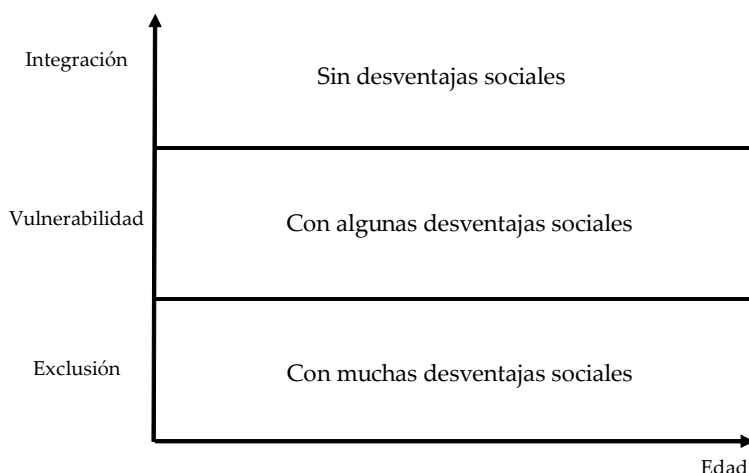 Integración
Sin desventajas sociales
Vulnerabilidad
Con algunas desventajas sociales
Exclusión
Con muchas desventajas sociales
Edad